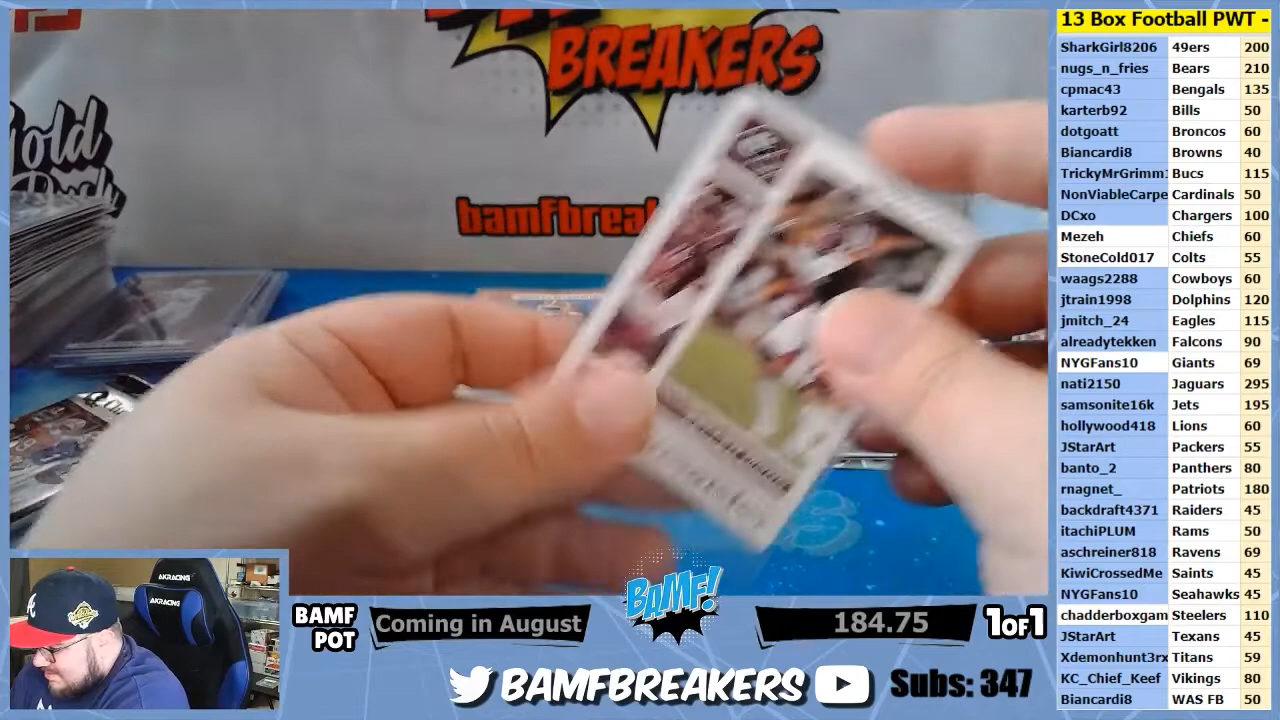 BREAKERS
old
bamfbrea
13 Box Football PWT -
SharkGirl8206 49ers 200
nugs_n_fries Bears 210
cpmac43 Bengals 135
karterb92 Bills 50
dotgoatt Broncos 60
Biancardi8 Browns 40
TrickyMrGrimm1 Bucs 115
NonViableCarpe Cardinals 50
DCxo Chargers 100
Mezeh Chiefs 60
StoneCold017 Colts 55
waags2288 Cowboys 60
jtrain1998 Dolphins 120
jmitch_24 Eagles 115
alreadytekken Falcons 90
NYGFans10 Giants 69
nati2150 Jaguars 295
samsonite16k Jets 195
hollywood418 Lions 60
JStarArt Packers 55
banto_2 Panthers 80
rnagnet_ Patriots 180
backdraft4371 Raiders 45
itachiPLUM Rams 50
aschreiner818 Ravens 69
KiwiCrossedMe Saints 45
NYGFans10 Seahawks 45
chadderboxgam Steelers 110
JStarArt Texans 45
Xdemonhunt3rx Titans 59
KC_Chief_Keef Vikings 80
Biancardi8 WAS FB 50
AKRACING
AKRACING
BAMF POT
Coming in August
BAMF!
184.75
1OF1
BAMFBREAKERS
Subs: 347